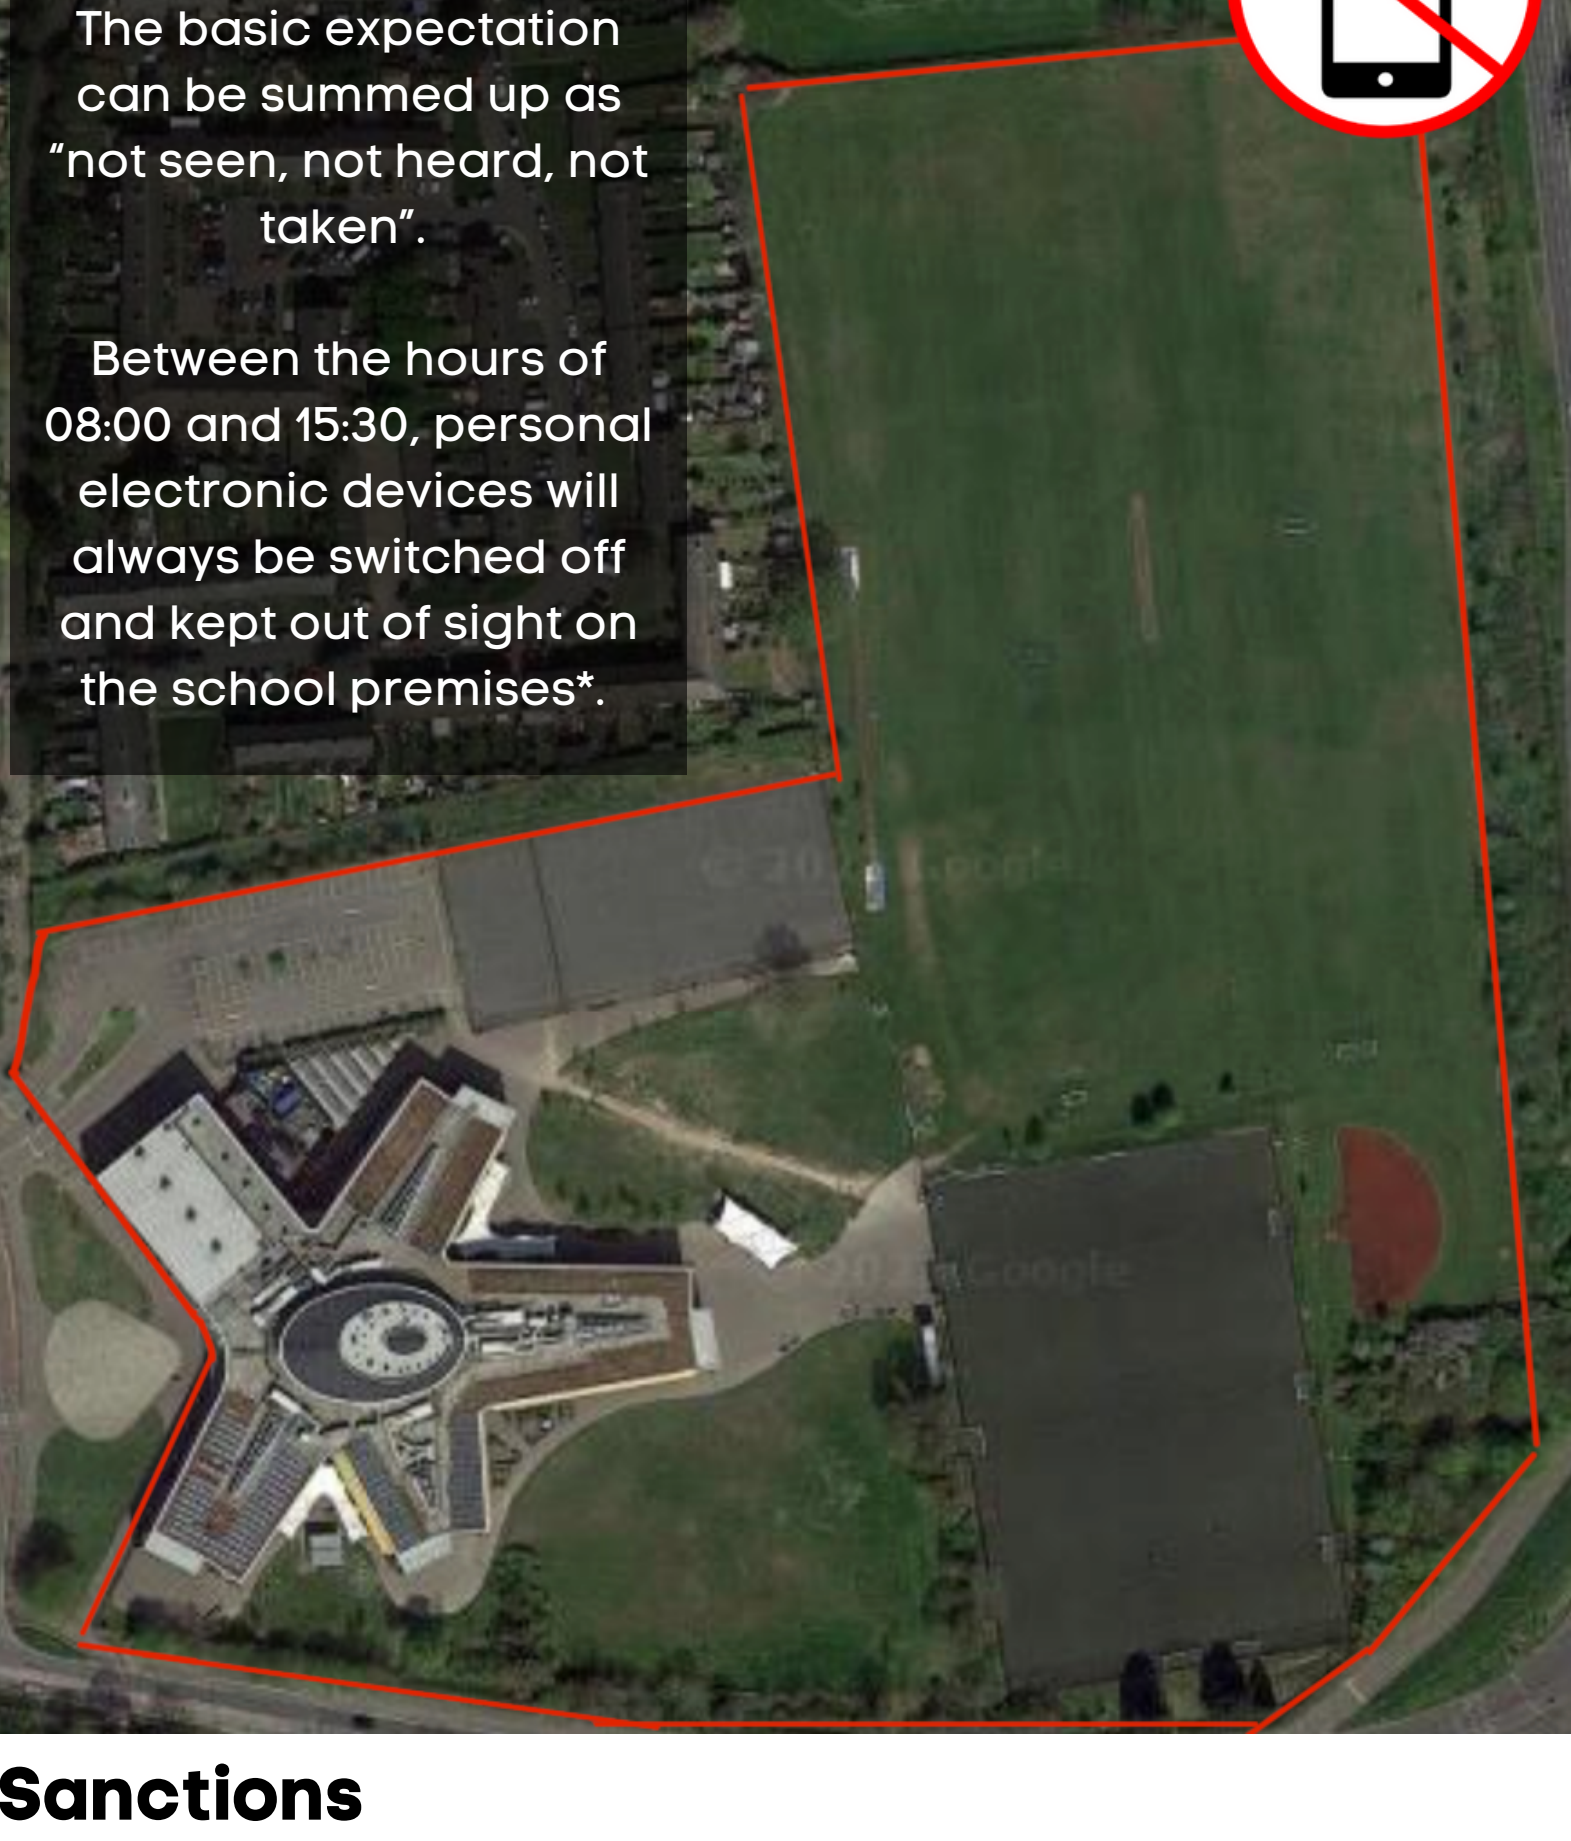 The basic expectation
can be summed up as
“not seen, not heard, not
taken”.
Between the hours of
08:00 and 15:30, personal
electronic devices will
always be switched off
and kept out of sight on
the school premises*.
Google
Google
Sanctions